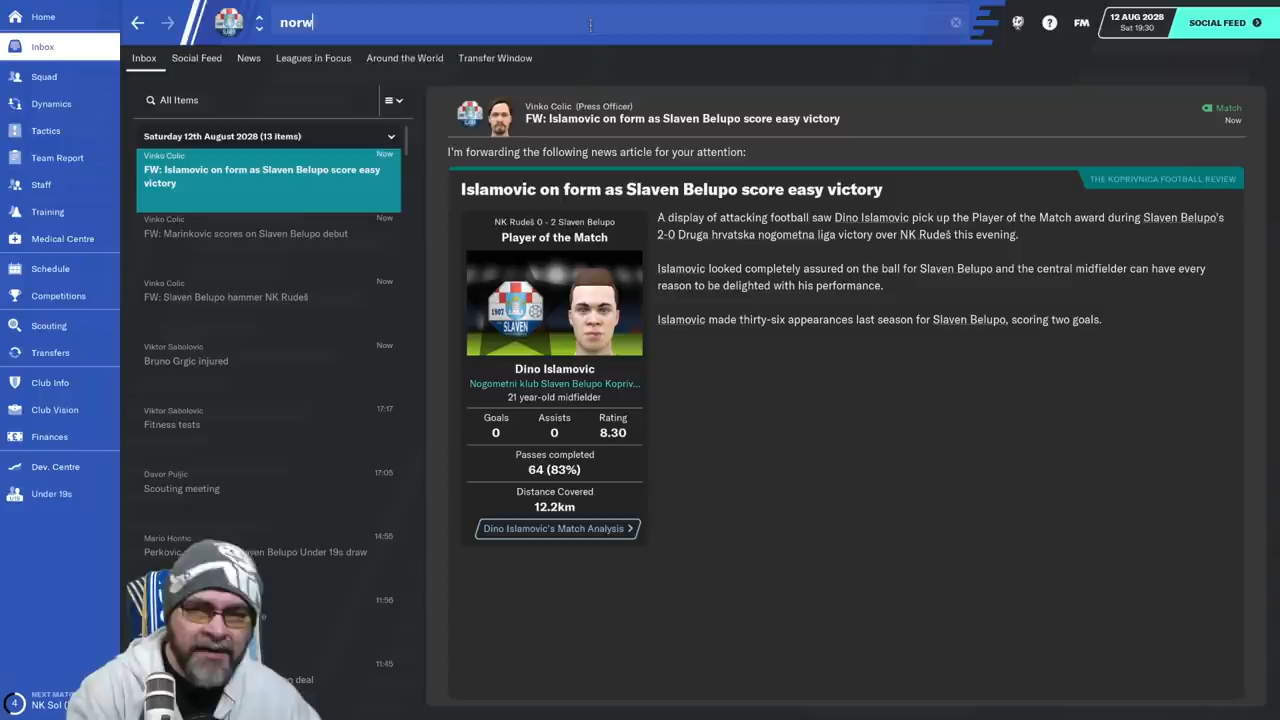 Home
Inbox
Squad
Dynamics
Tactics
Team Report
Staff
Training
Medical Centre
Schedule
Competitions
Scouting
Transfers
Club Info
Club Vision
Finances
Dev. Centre
Under 19s
4
NEXT MAT
NK Sol (
norw
FM
12 AUG 2028
Sat 19:30
SOCIAL FEED
Inbox
Social Feed
News
Leagues in Focus
Around the World
Transfer Window
All Items
Saturday 12th August 2028 (13 items)
Vinko Colic
Now
FW: Islamovic on form as Slaven Belupo score easy
victory
Vinko Colic
Now
FW: Marinkovic scores on Slaven Belupo debut
Vinko Colic
Now
FW: Slaven Belupo hammer NK Rudeš
Viktor Sabolovic
Now
Bruno Grgic injured
Viktor Sabolovic
17:17
Fitness tests
Davor Puljic
17:05
Scouting meeting
Mario Hontic
14:55
Perkovic
Belupo Under 19s draw
11:56
11:45
deal
Vinko Colic (Press Officer)
FW: Islamovic on form as Slaven Belupo score easy victory
Match
Now
I'm forwarding the following news article for your attention:
THE KOPRIVNICA FOOTBALL REVIEW
Islamovic on form as Slaven Belupo score easy victory
NK Rudeš 0 - 2 Slaven Belupo
Player of the Match
1907
SLAVEN
Dino Islamovic
Nogometni klub Slaven Belupo Kopriv...
21 year-old midfielder
Goals Assists Rating
0 0 8.30
Passes completed
64 (83%)
Distance Covered
12.2km
Dino Islamovic's Match Analysis
A display of attacking football saw Dino Islamovic pick up the Player of the Match award during Slaven Belupo's
2-0 Druga hrvatska nogometna liga victory over NK Rudeš this evening.
Islamovic looked completely assured on the ball for Slaven Belupo and the central midfielder can have every
reason to be delighted with his performance.
Islamovic made thirty-six appearances last season for Slaven Belupo, scoring two goals.